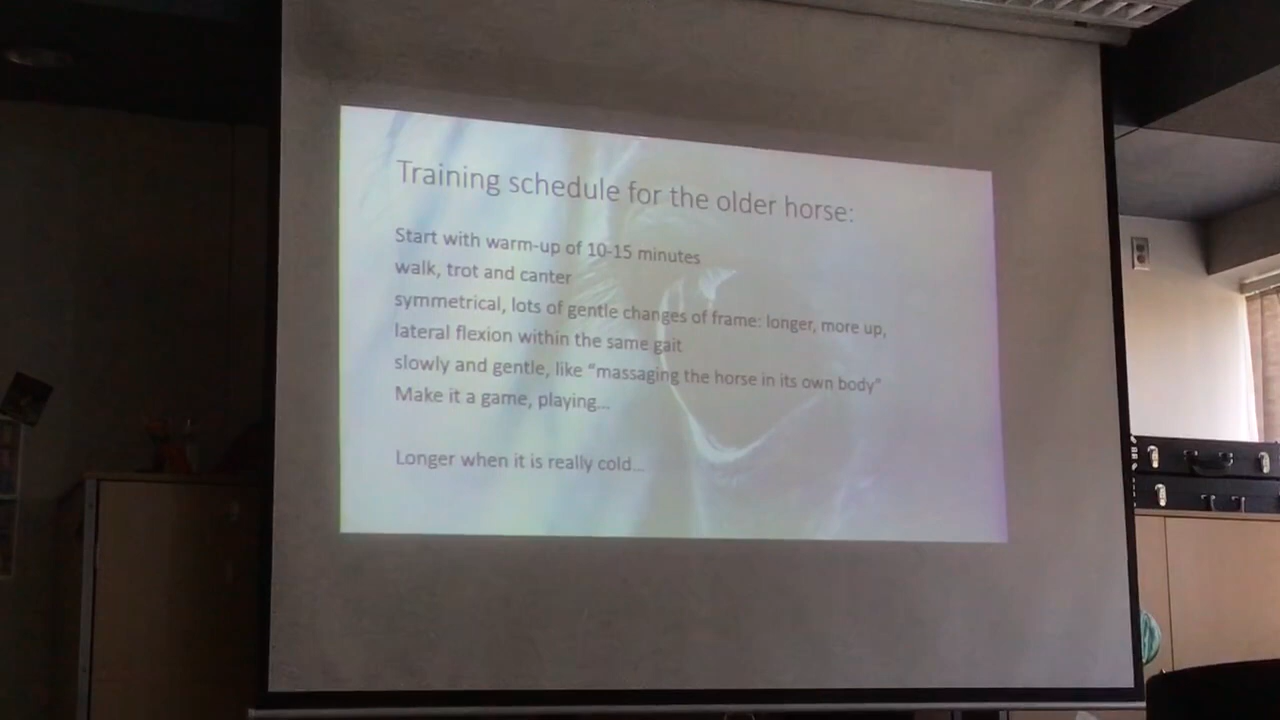 Training schedule for the older horse:
Start with warm-up of 10-15 minutes
walk, trot and canter
symmetrical, lots of gentle changes of frame: longer, more up,
lateral flexion within the same gait
slowly and gentle, like “massaging the horse in its own body”
Make it a game, playing...
Longer when it is really cold...